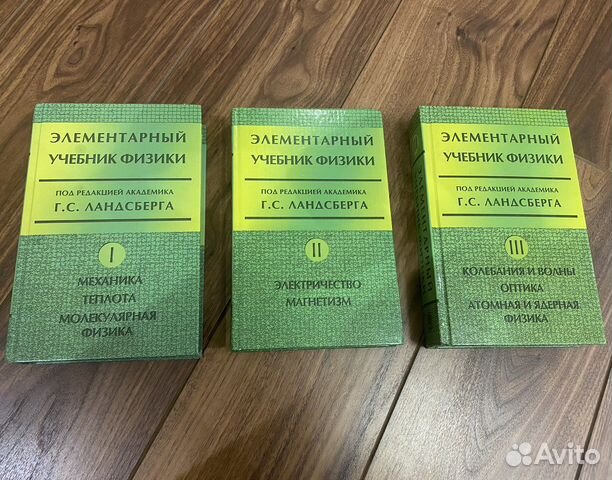 ЭЛЕМЕНТАРНЫЙ
УЧЕБНИК ФИЗИКИ
ПОД РЕДАКЦИЕЙ АКАДЕМИКА
Г.С. ЛАНДСБЕРГА
I
МЕХАНИКА
ТЕПЛОТА
МОЛЕКУЛЯРНАЯ
ФИЗИКА
ЭЛЕМЕНТАРНЫЙ
УЧЕБНИК ФИЗИКИ
ПОД РЕДАКЦИЕЙ АКАДЕМИКА
Г.С. ЛАНДСБЕРГА
II
ЭЛЕКТРИЧЕСТВО
МАГНЕТИЗМ
ЭЛЕМЕНТАРНЫЙ
УЧЕБНИК ФИЗИКИ
ПОД РЕДАКЦИЕЙ АКАДЕМИКА
Г.С. ЛАНДСБЕРГА
III
КОЛЕБАНИЯ И ВОЛНЫ
ОПТИКА
АТОМНАЯ И ЯДЕРНАЯ
ФИЗИКА
Avito